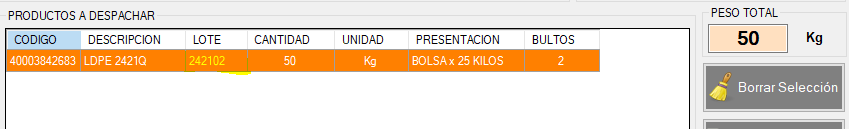 PRODUCTOS A DESPACHAR
CODIGO DESCRIPCION LOTE CANTIDAD UNIDAD PRESENTACION BULTOS
40003842683 LDPE 2421Q 242102 50 Kg BOLSA x 25 KILOS 2
PESO TOTAL
50 Kg
Borrar Selección